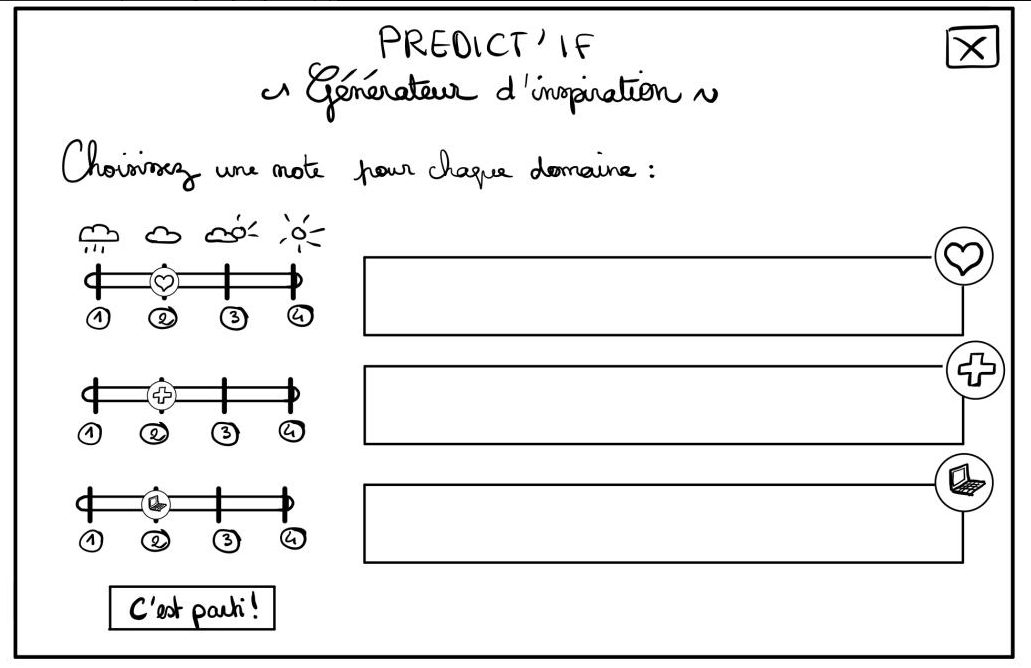 PREDICT' IF
~ Générateur d'inspiration ~
Choisissez une note pour chaque domaine :
1 2 3 4
1 2 3 4
1 2 3 4
C'est parti !